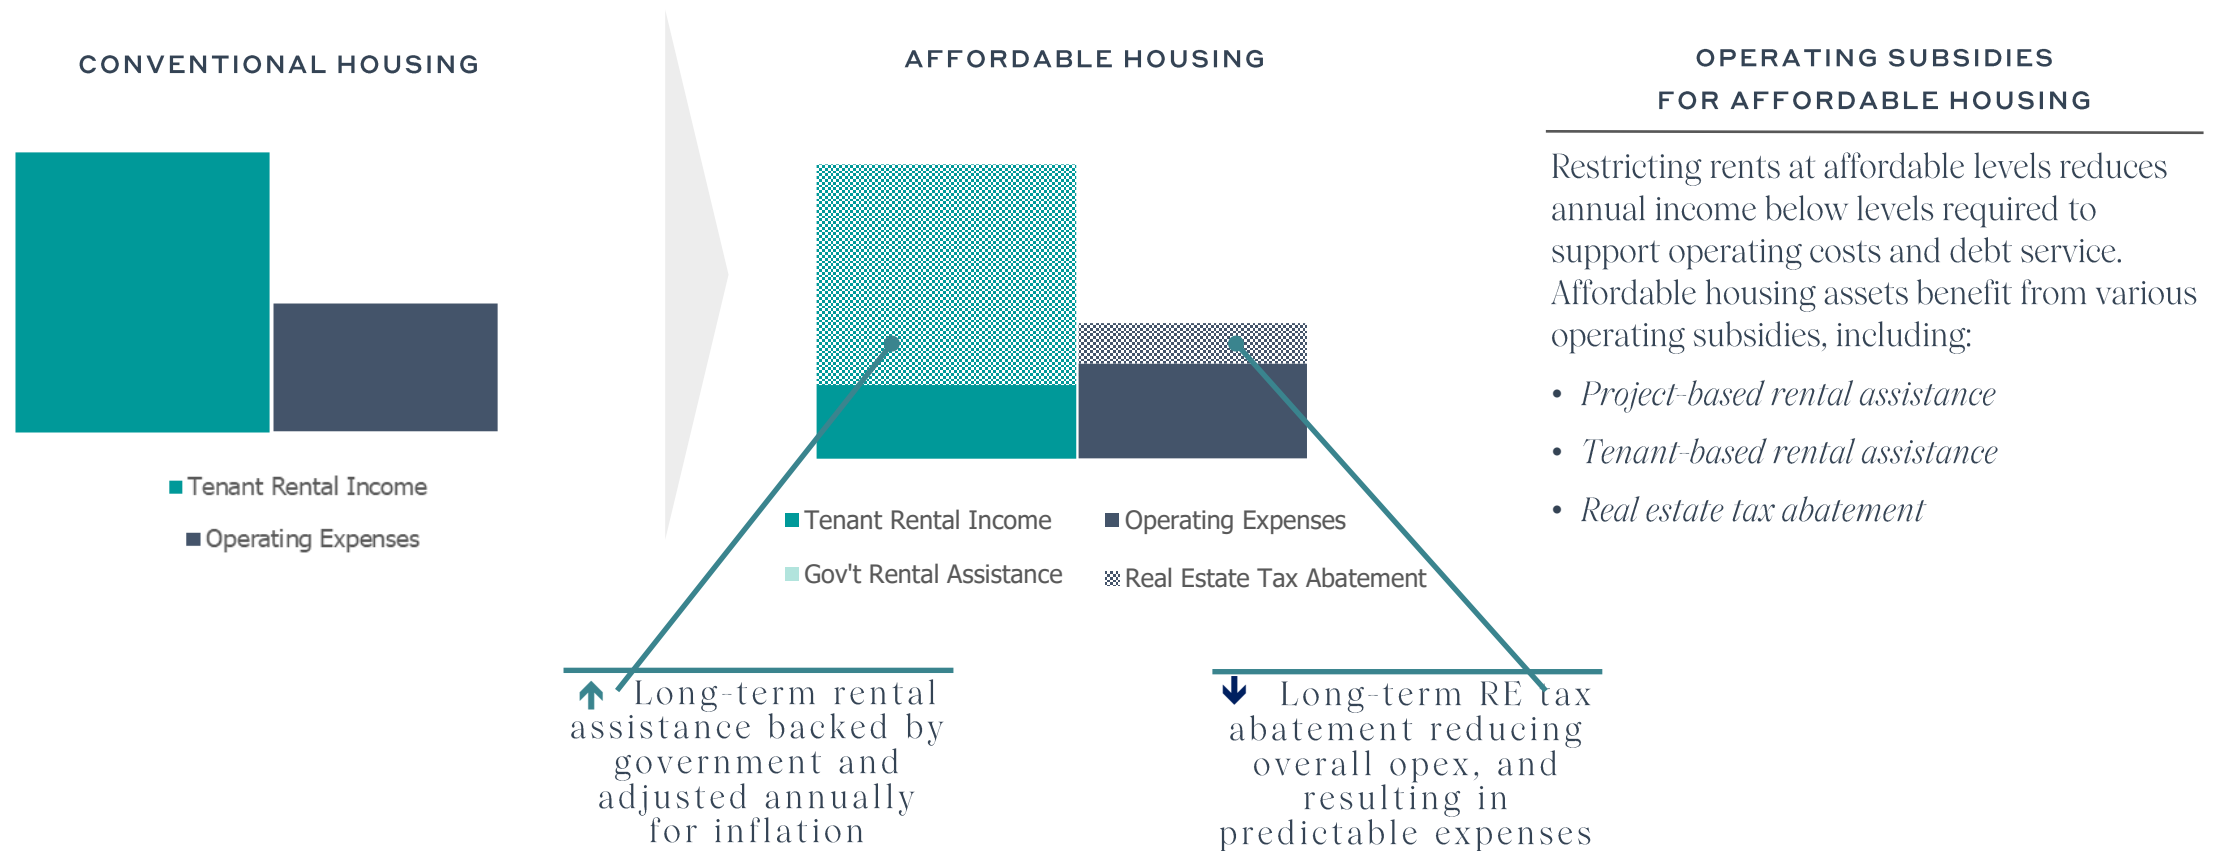 CONVENTIONAL HOUSING
Tenant Rental Income
Operating Expenses
AFFORDABLE HOUSING
Tenant Rental Income
Operating Expenses
Gov't Rental Assistance
Real Estate Tax Abatement
Long-term rental
assistance backed by
government and
adjusted annually
for inflation
Long-term RE tax
abatement reducing
overall opex, and
resulting in
predictable expenses
OPERATING SUBSIDIES
FOR AFFORDABLE HOUSING
Restricting rents at affordable levels reduces
annual income below levels required to
support operating costs and debt service.
Affordable housing assets benefit from various
operating subsidies, including:
• Project-based rental assistance
• Tenant-based rental assistance
• Real estate tax abatement